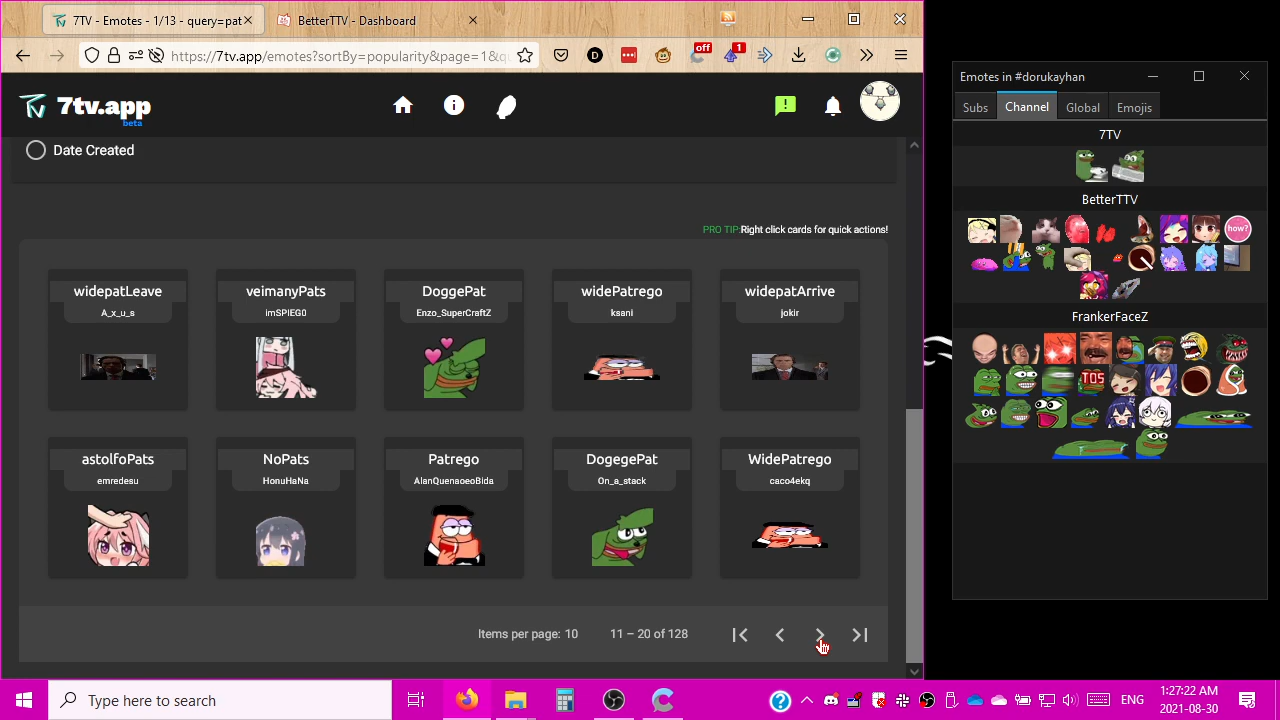 7TV - Emotes - 1/13 - query=pat
BetterTTV - Dashboard
https://7tv.app/emotes?sortBy=popularity&page=1&q
off
1
7tv.app
beta
Date Created
PRO TIP:Right click cards for quick actions!
widepatLeave
A_x_u_s
veimanyPats
imSPIEG0
DoggePat
Enzo_SuperCraftZ
widePatrego
ksani
widepatArrive
jokir
astolfoPats
emredesu
NoPats
HonuHaNa
Patrego
AlanQuenaoeoBida
DogegePat
On_a_stack
WidePatrego
caco4ekq
Items per page: 10
11 – 20 of 128
Emotes in #dorukayhan
Subs
Channel
Global
Emojis
7TV
BetterTTV
how?
FrankerFaceZ
TOS
Type here to search
ENG
1:27:22 AM
2021-08-30